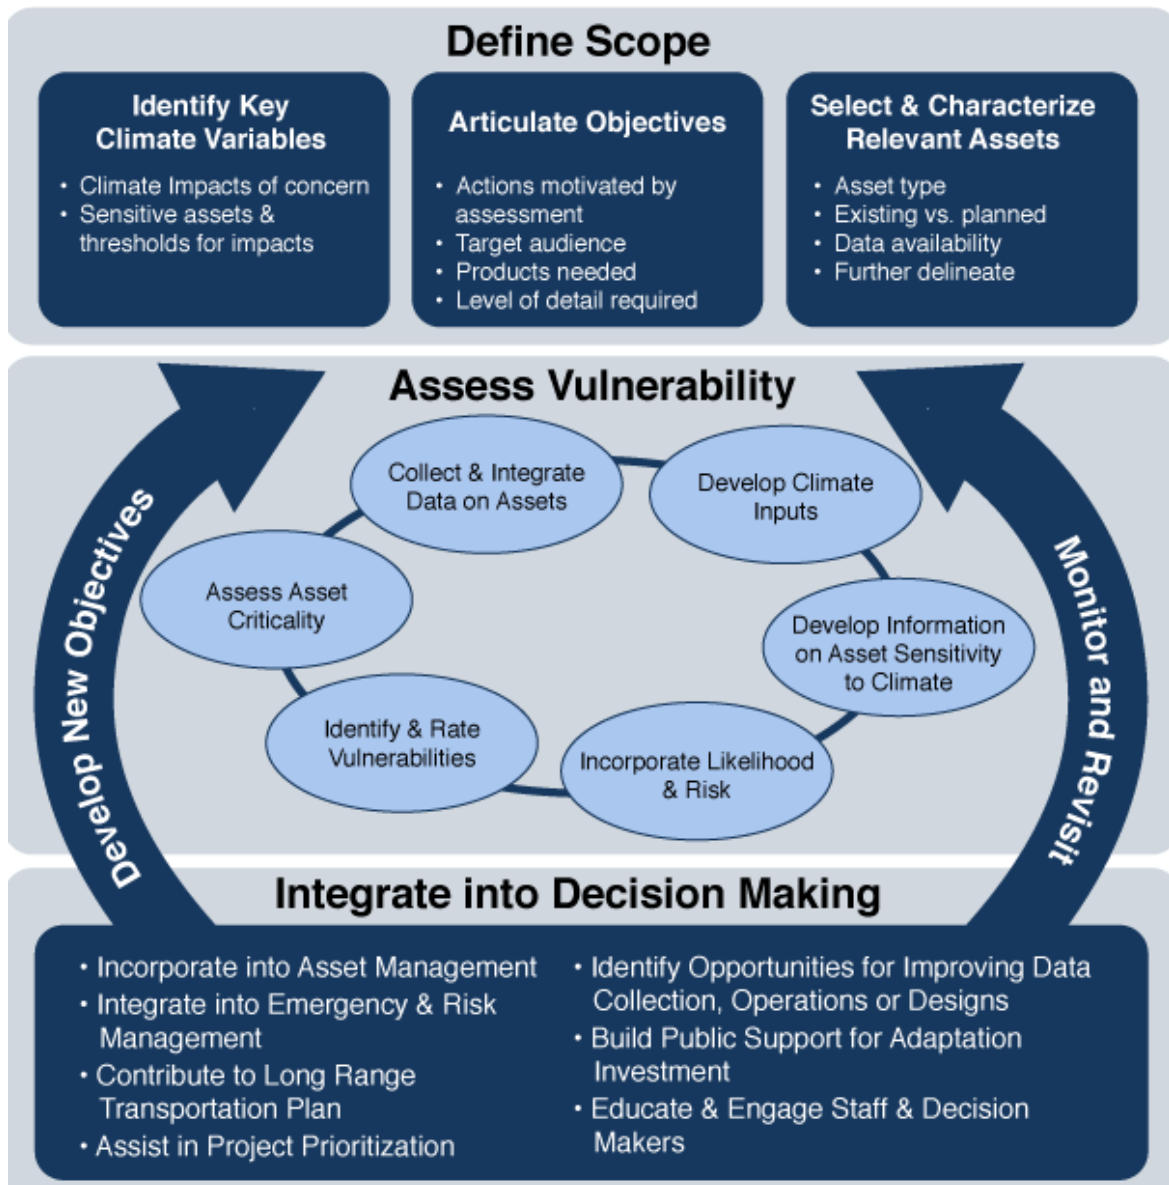 Define Scope
Identify Key
Climate Variables
• Climate Impacts of concern
• Sensitive assets &
thresholds for impacts
Articulate Objectives
• Actions motivated by
assessment
• Target audience
• Products needed
• Level of detail required
Select & Characterize
Relevant Assets
• Asset type
• Existing vs. planned
• Data availability
• Further delineate
Assess Vulnerability
Collect & Integrate
Data on Assets
Develop Climate
Inputs
Assess Asset
Criticality
Develop Information
on Asset Sensitivity
to Climate
Identify & Rate
Vulnerabilities
Incorporate Likelihood
& Risk
Develop New Objectives
Monitor and Revisit
Integrate into Decision Making
• Incorporate into Asset Management
• Integrate into Emergency & Risk
Management
• Contribute to Long Range
Transportation Plan
• Assist in Project Prioritization
• Identify Opportunities for Improving Data
Collection, Operations or Designs
• Build Public Support for Adaptation
Investment
• Educate & Engage Staff & Decision
Makers